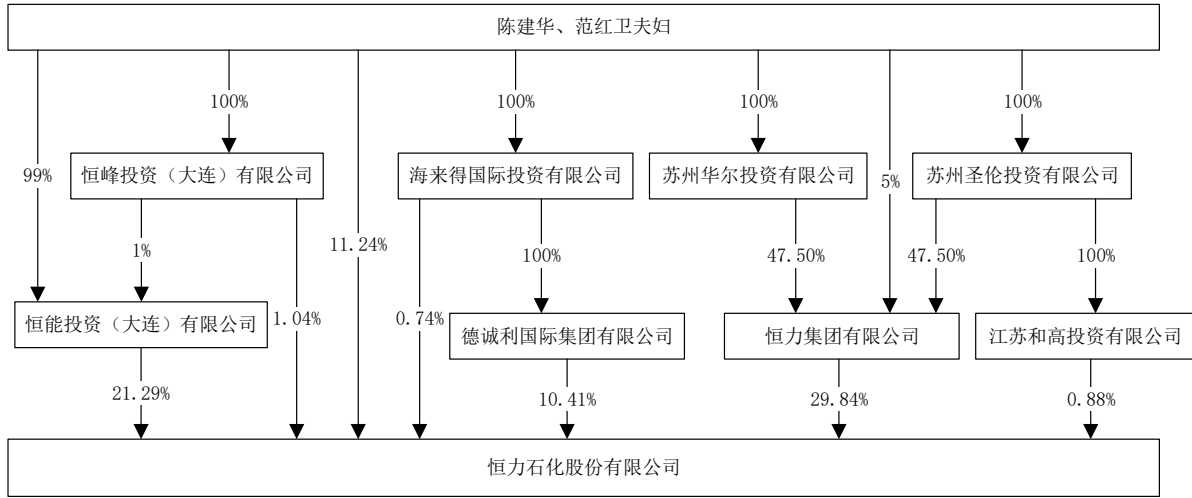 陈建华、范红卫夫妇
100%
100%
100%
100%
99%
恒峰投资（大连）有限公司
海来得国际投资有限公司
苏州华尔投资有限公司
5%
苏州圣伦投资有限公司
1%
11.24%
100%
47.50%
47.50%
100%
恒能投资（大连）有限公司
1.04%
0.74%
德诚利国际集团有限公司
恒力集团有限公司
江苏和高投资有限公司
21.29%
10.41%
29.84%
0.88%
恒力石化股份有限公司